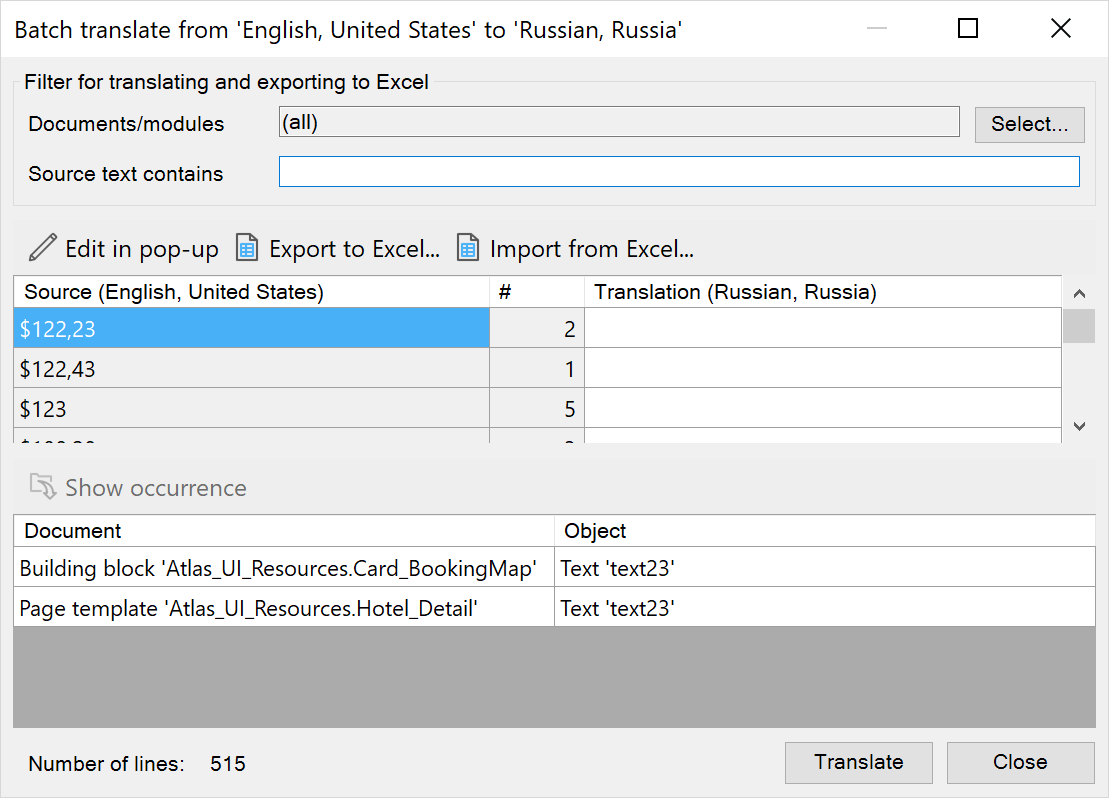 Batch translate from 'English, United States' to 'Russian, Russia'
Filter for translating and exporting to Excel
Documents/modules (all) Select...
Source text contains
Edit in pop-up Export to Excel... Import from Excel...
Source (English, United States) # Translation (Russian, Russia)
$122,23 2
$122,43 1
$123 5
Show occurrence
Document Object
Building block 'Atlas_UI_Resources.Card_BookingMap' Text 'text23'
Page template 'Atlas_UI_Resources.Hotel_Detail' Text 'text23'
Number of lines: 515 Translate Close